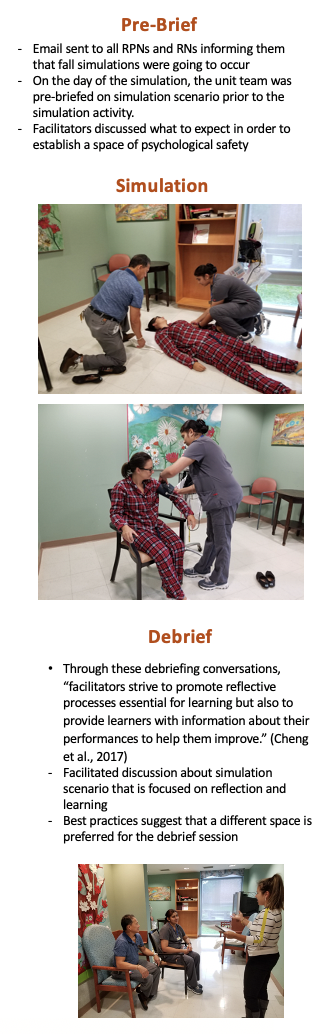 Pre-Brief
- Email sent to all RPNs and RNs informing them
that fall simulations were going to occur
- On the day of the simulation, the unit team was
pre-briefed on simulation scenario prior to the
simulation activity.
- Facilitators discussed what to expect in order to
establish a space of psychological safety
Simulation
Debrief
• Through these debriefing conversations,
“facilitators strive to promote reflective
processes essential for learning but also to
provide learners with information about their
performances to help them improve.” (Cheng
et al., 2017)
- Facilitated discussion about simulation
scenario that is focused on reflection and
learning
- Best practices suggest that a different space is
preferred for the debrief session